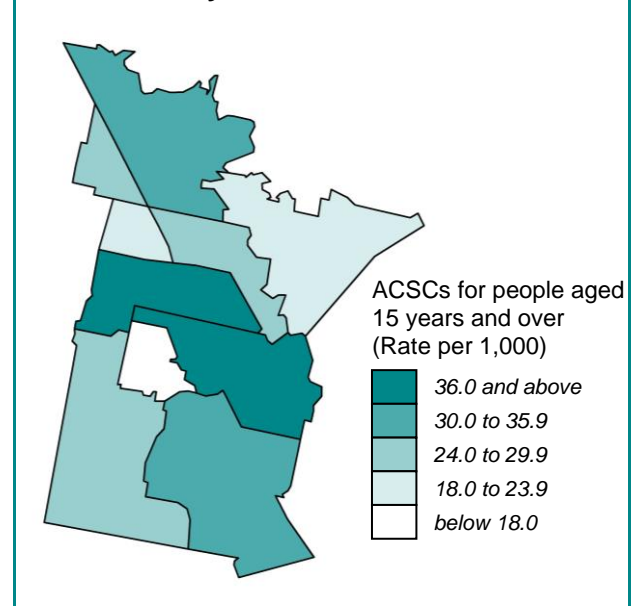 ACSCs for people aged
15 years and over
(Rate per 1,000)
36.0 and above
30.0 to 35.9
24.0 to 29.9
18.0 to 23.9
below 18.0